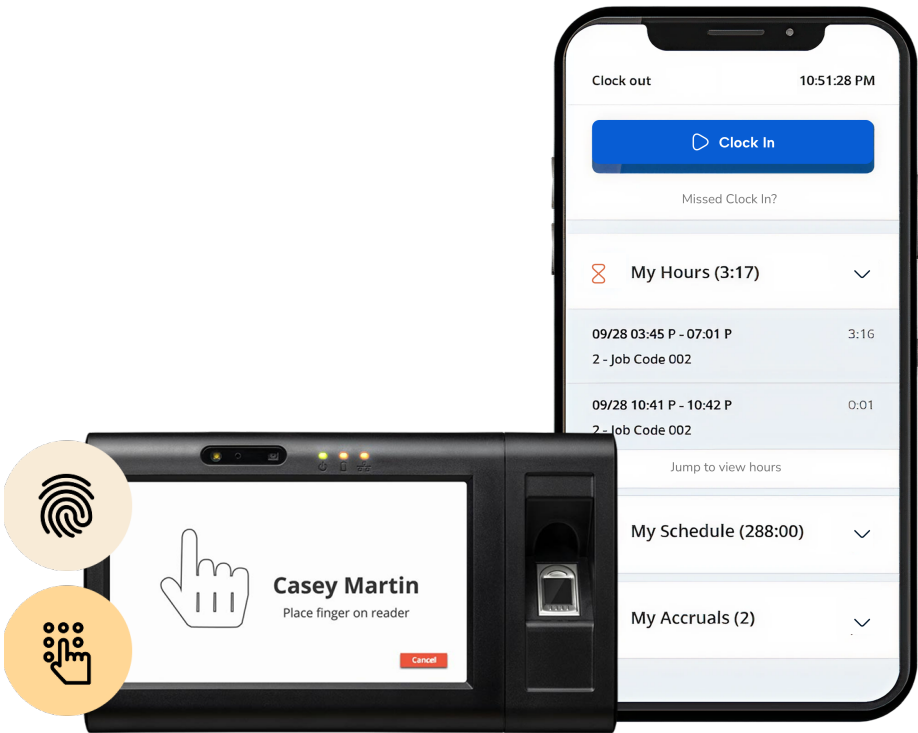 Clock out 10:51:28 PM
Clock In
Missed Clock In?
My Hours (3:17)
09/28 03:45 P - 07:01 P 3:16
2 - Job Code 002
09/28 10:41 P - 10:42 P 0:01
2 - Job Code 002
Jump to view hours
My Schedule (288:00)
My Accruals (2)
Casey Martin
Place finger on reader
Cancel